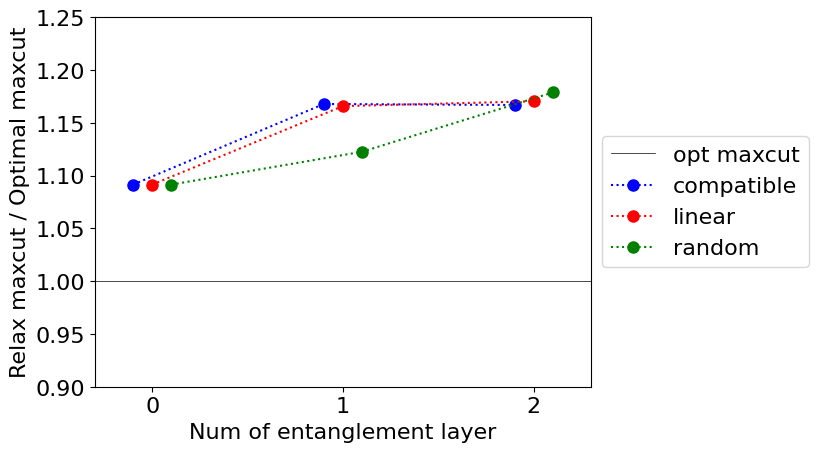 Relax maxcut / Optimal maxcut
1.25
1.20
1.15
1.10
1.05
1.00
0.95
0.90
0
1
2
Num of entanglement layer
opt maxcut
compatible
linear
random